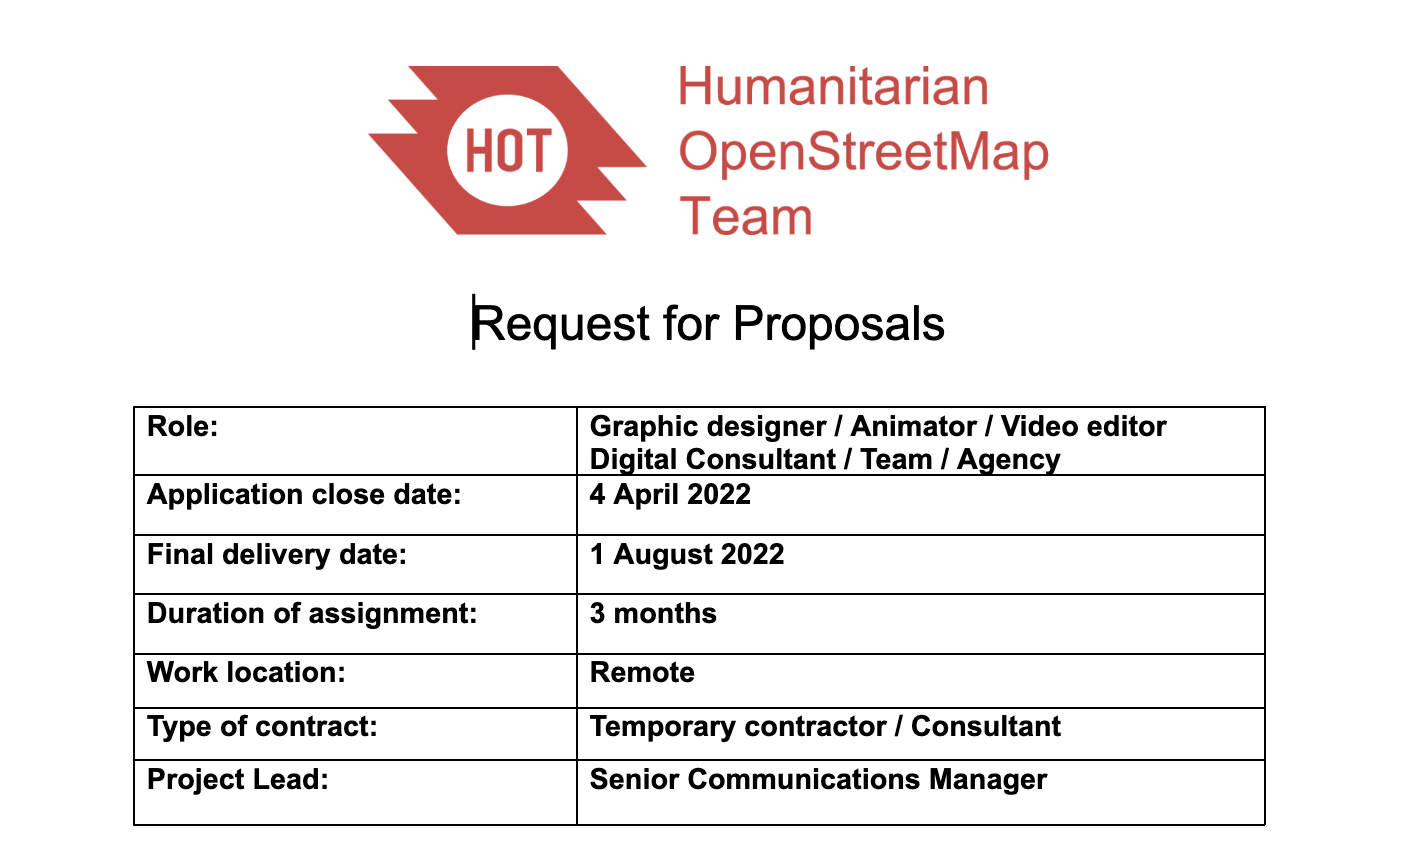 HOT
Humanitarian
OpenStreetMap
Team
Request for Proposals
Role:
Graphic designer / Animator / Video editor
Digital Consultant / Team / Agency
Application close date:
4 April 2022
Final delivery date:
1 August 2022
Duration of assignment:
3 months
Work location:
Remote
Type of contract:
Temporary contractor / Consultant
Project Lead:
Senior Communications Manager